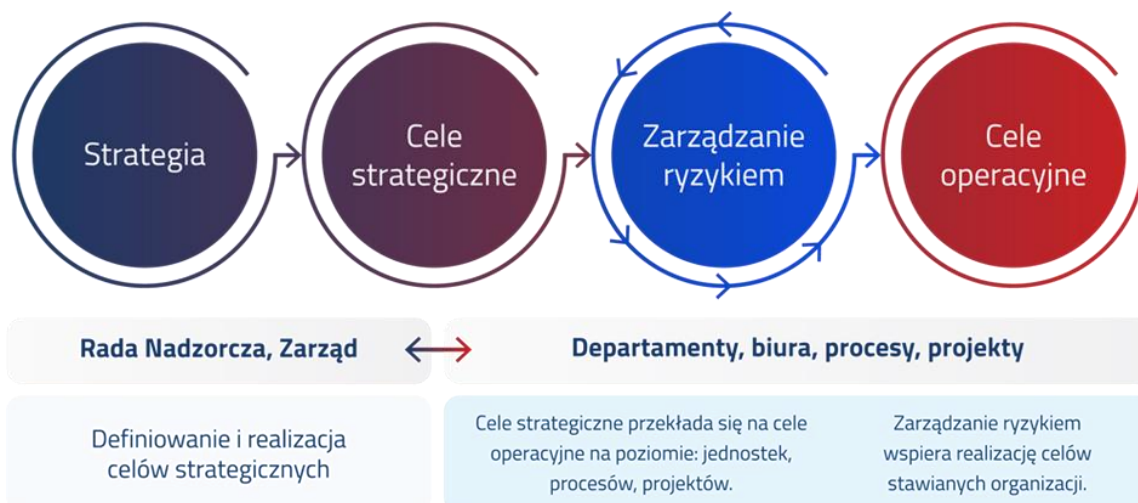 Strategia
Cele
strategiczne
Zarządzanie
ryzykiem
Cele
operacyjne
Rada Nadzorcza, Zarząd
Departamenty, biura, procesy, projekty
Definiowanie i realizacja
celów strategicznych
Cele strategiczne przekłada się na cele
operacyjne na poziomie: jednostek,
procesów, projektów.
Zarządzanie ryzykiem
wspiera realizację celów
stawianych organizacji.